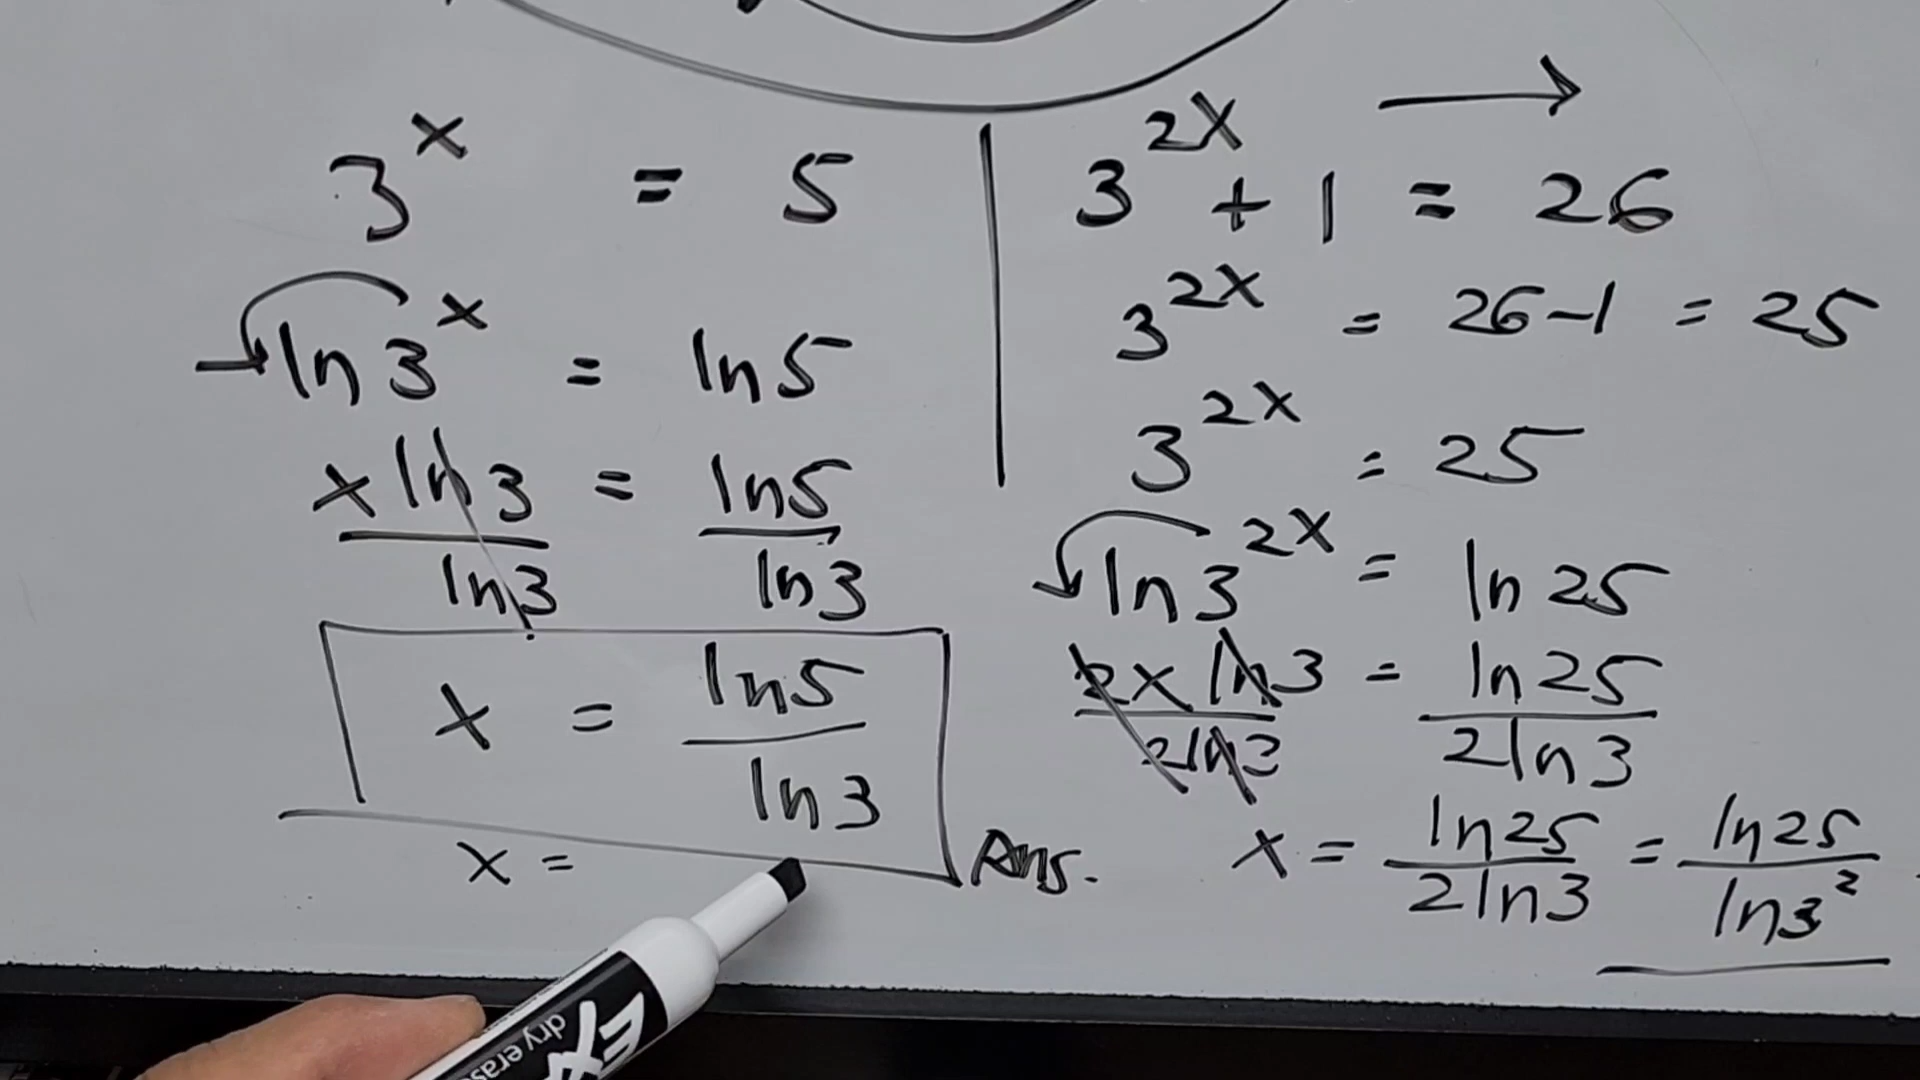 3^x = 5
ln 3^x = ln 5
x ln 3 / ln 3 = ln 5 / ln 3
x = ln 5 / ln 3
Ans.
x =
3^2x + 1 = 26
3^2x = 26 - 1 = 25
3^2x = 25
ln 3^2x = ln 25
2x ln 3 / 2 ln 3 = ln 25 / 2 ln 3
x = ln 25 / 2 ln 3 = ln 25 / ln 3^2
EX
dry eras